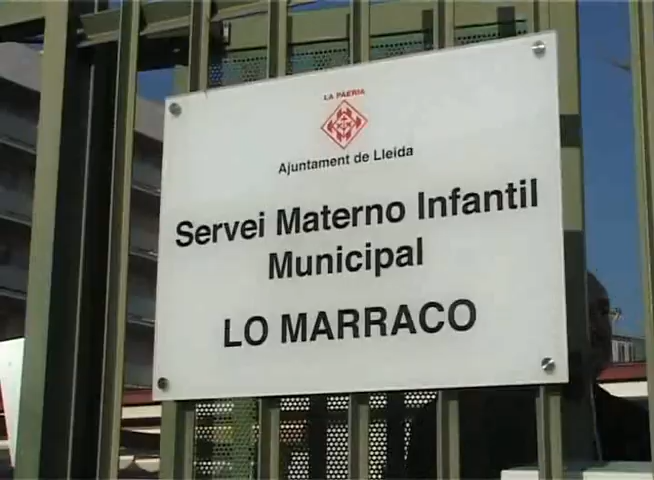 LA PAERIA
Ajuntament de Lleida
Servei Materno Infantil
Municipal
LO MARRACO